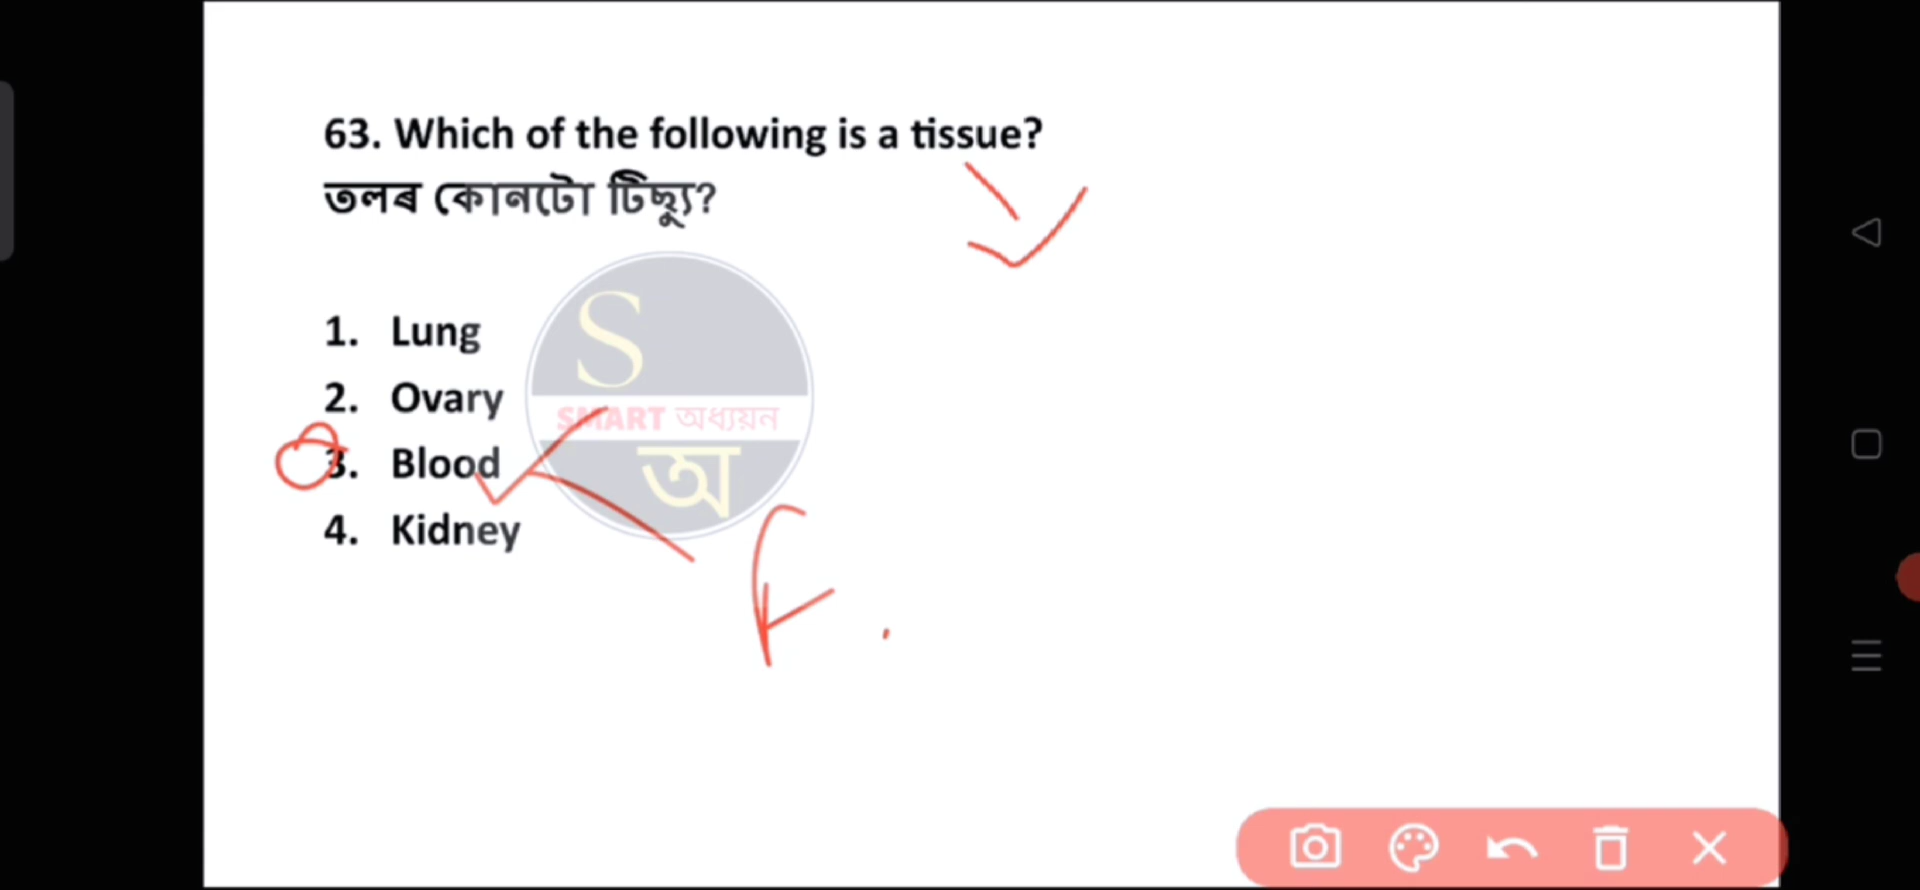 63. Which of the following is a tissue?
তলৰ কোনটো টিছ্যু?
1. Lung
2. Ovary
3. Blood
4. Kidney
S
SMART অধ্যয়ন
অ